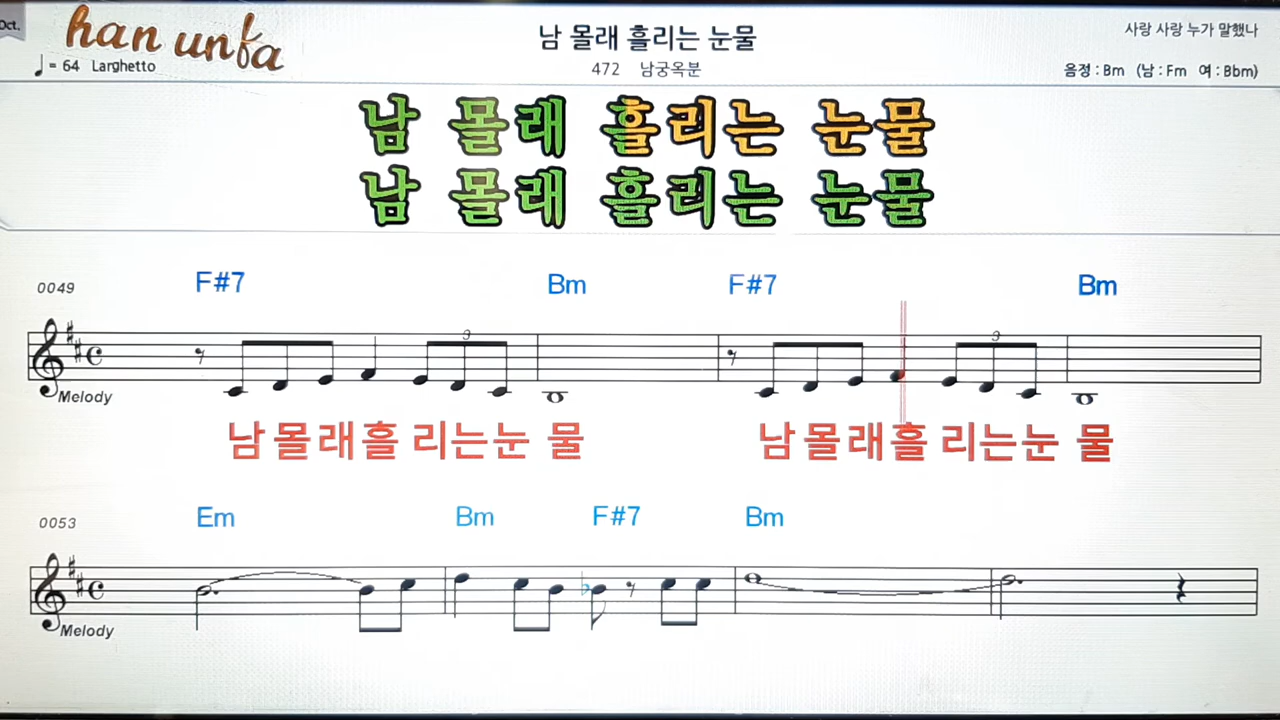 Oct.
han unfa
남 몰래 흘리는 눈물
사랑 사랑 누가 말했나
♩= 64 Larghetto
472 남궁옥분
음정 : Bm (남 : Fm 여 : Bbm)
남 몰래 흘리는 눈물
남 몰래 흘리는 눈물
0049 F#7 Bm F#7 Bm
3 3
Melody
남몰래흘 리는눈 물 남몰래흘 리는눈 물
0053 Em Bm F#7 Bm
Melody